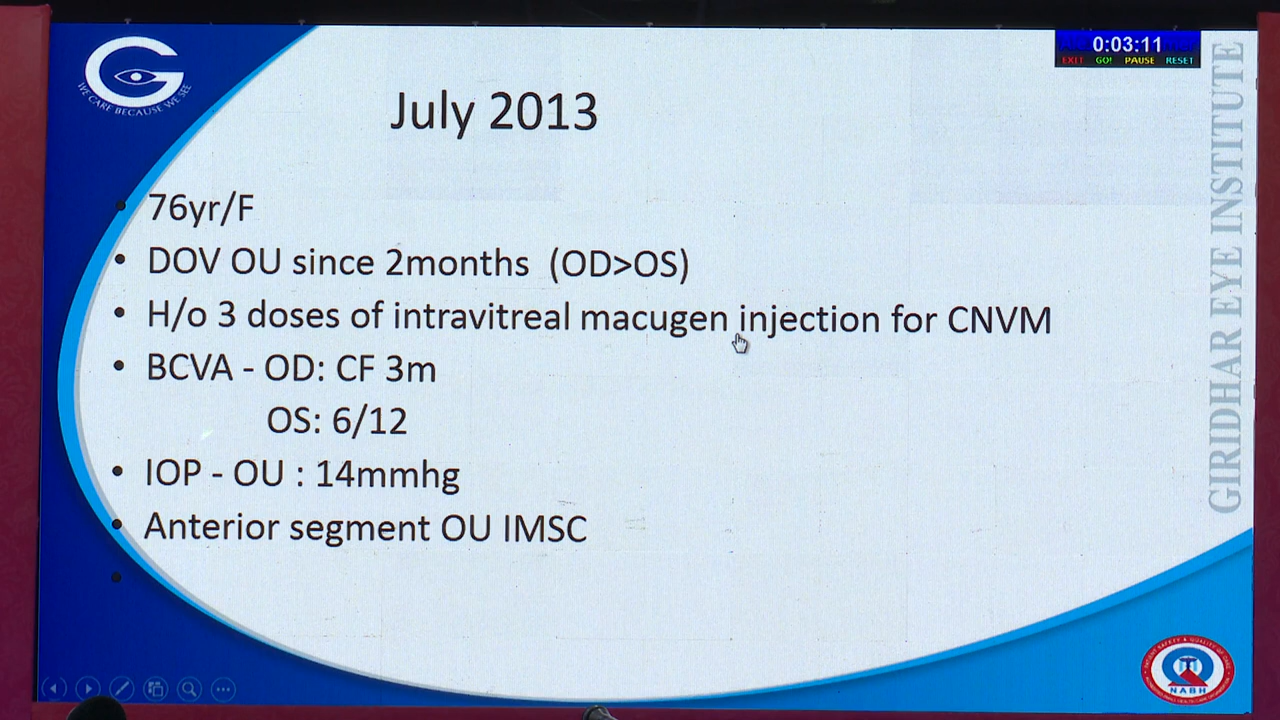 WE CARE BECAUSE WE SEE
0:03:11
EXIT GO! PAUSE RESET
July 2013
• 76yr/F
• DOV OU since 2months (OD>OS)
• H/o 3 doses of intravitreal macugen injection for CNVM
• BCVA - OD: CF 3m
OS: 6/12
• IOP - OU : 14mmhg
• Anterior segment OU IMSC
•
GIRIDHAR EYE INSTITUTE
NABH